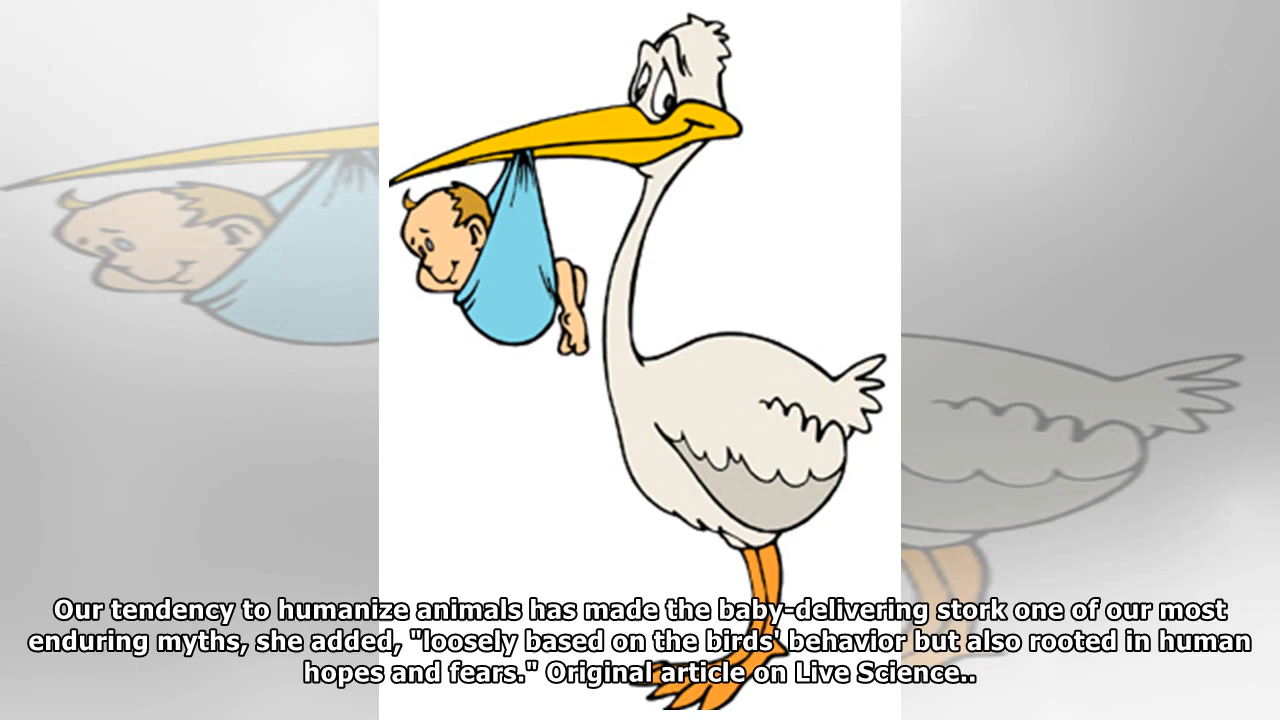 Our tendency to humanize animals has made the baby-delivering stork one of our most
enduring myths, she added, "loosely based on the birds' behavior but also rooted in human
hopes and fears." Original article on Live Science..